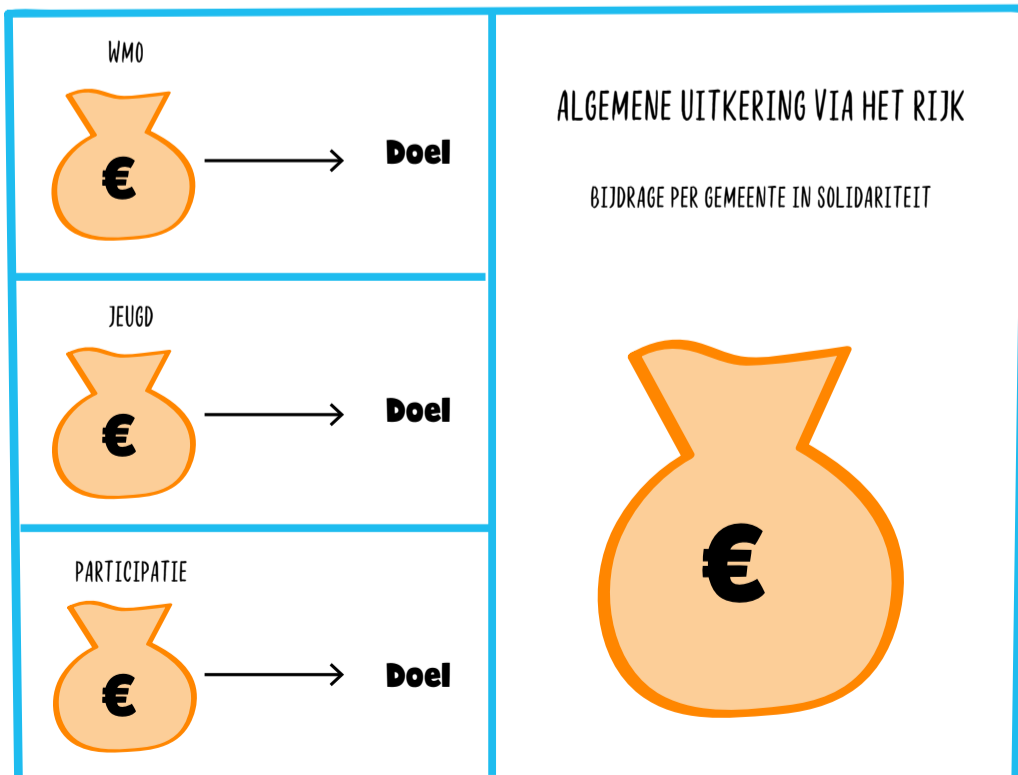 WMO
€
Doel
JEUGD
€
Doel
PARTICIPATIE
€
Doel
ALGEMENE UITKERING VIA HET RIJK
BIJDRAGE PER GEMEENTE IN SOLIDARITEIT
€